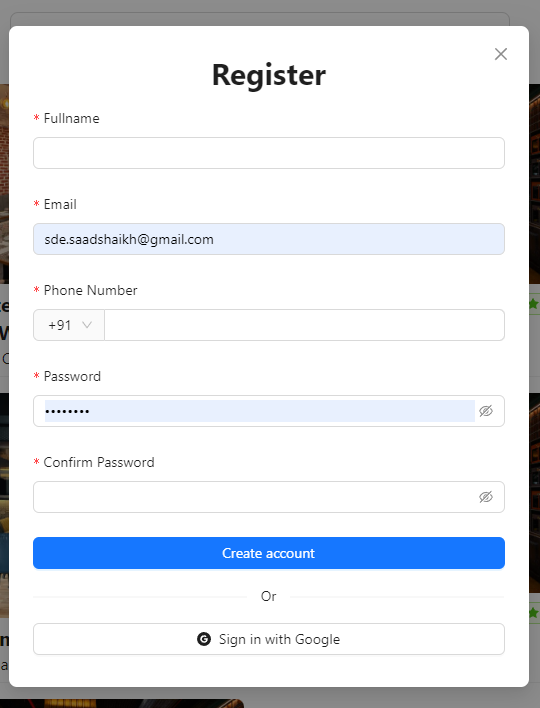 Register
* Fullname
* Email
sde.saadshaikh@gmail.com
* Phone Number
+91
* Password
••••••••
* Confirm Password
Create account
Or
G Sign in with Google